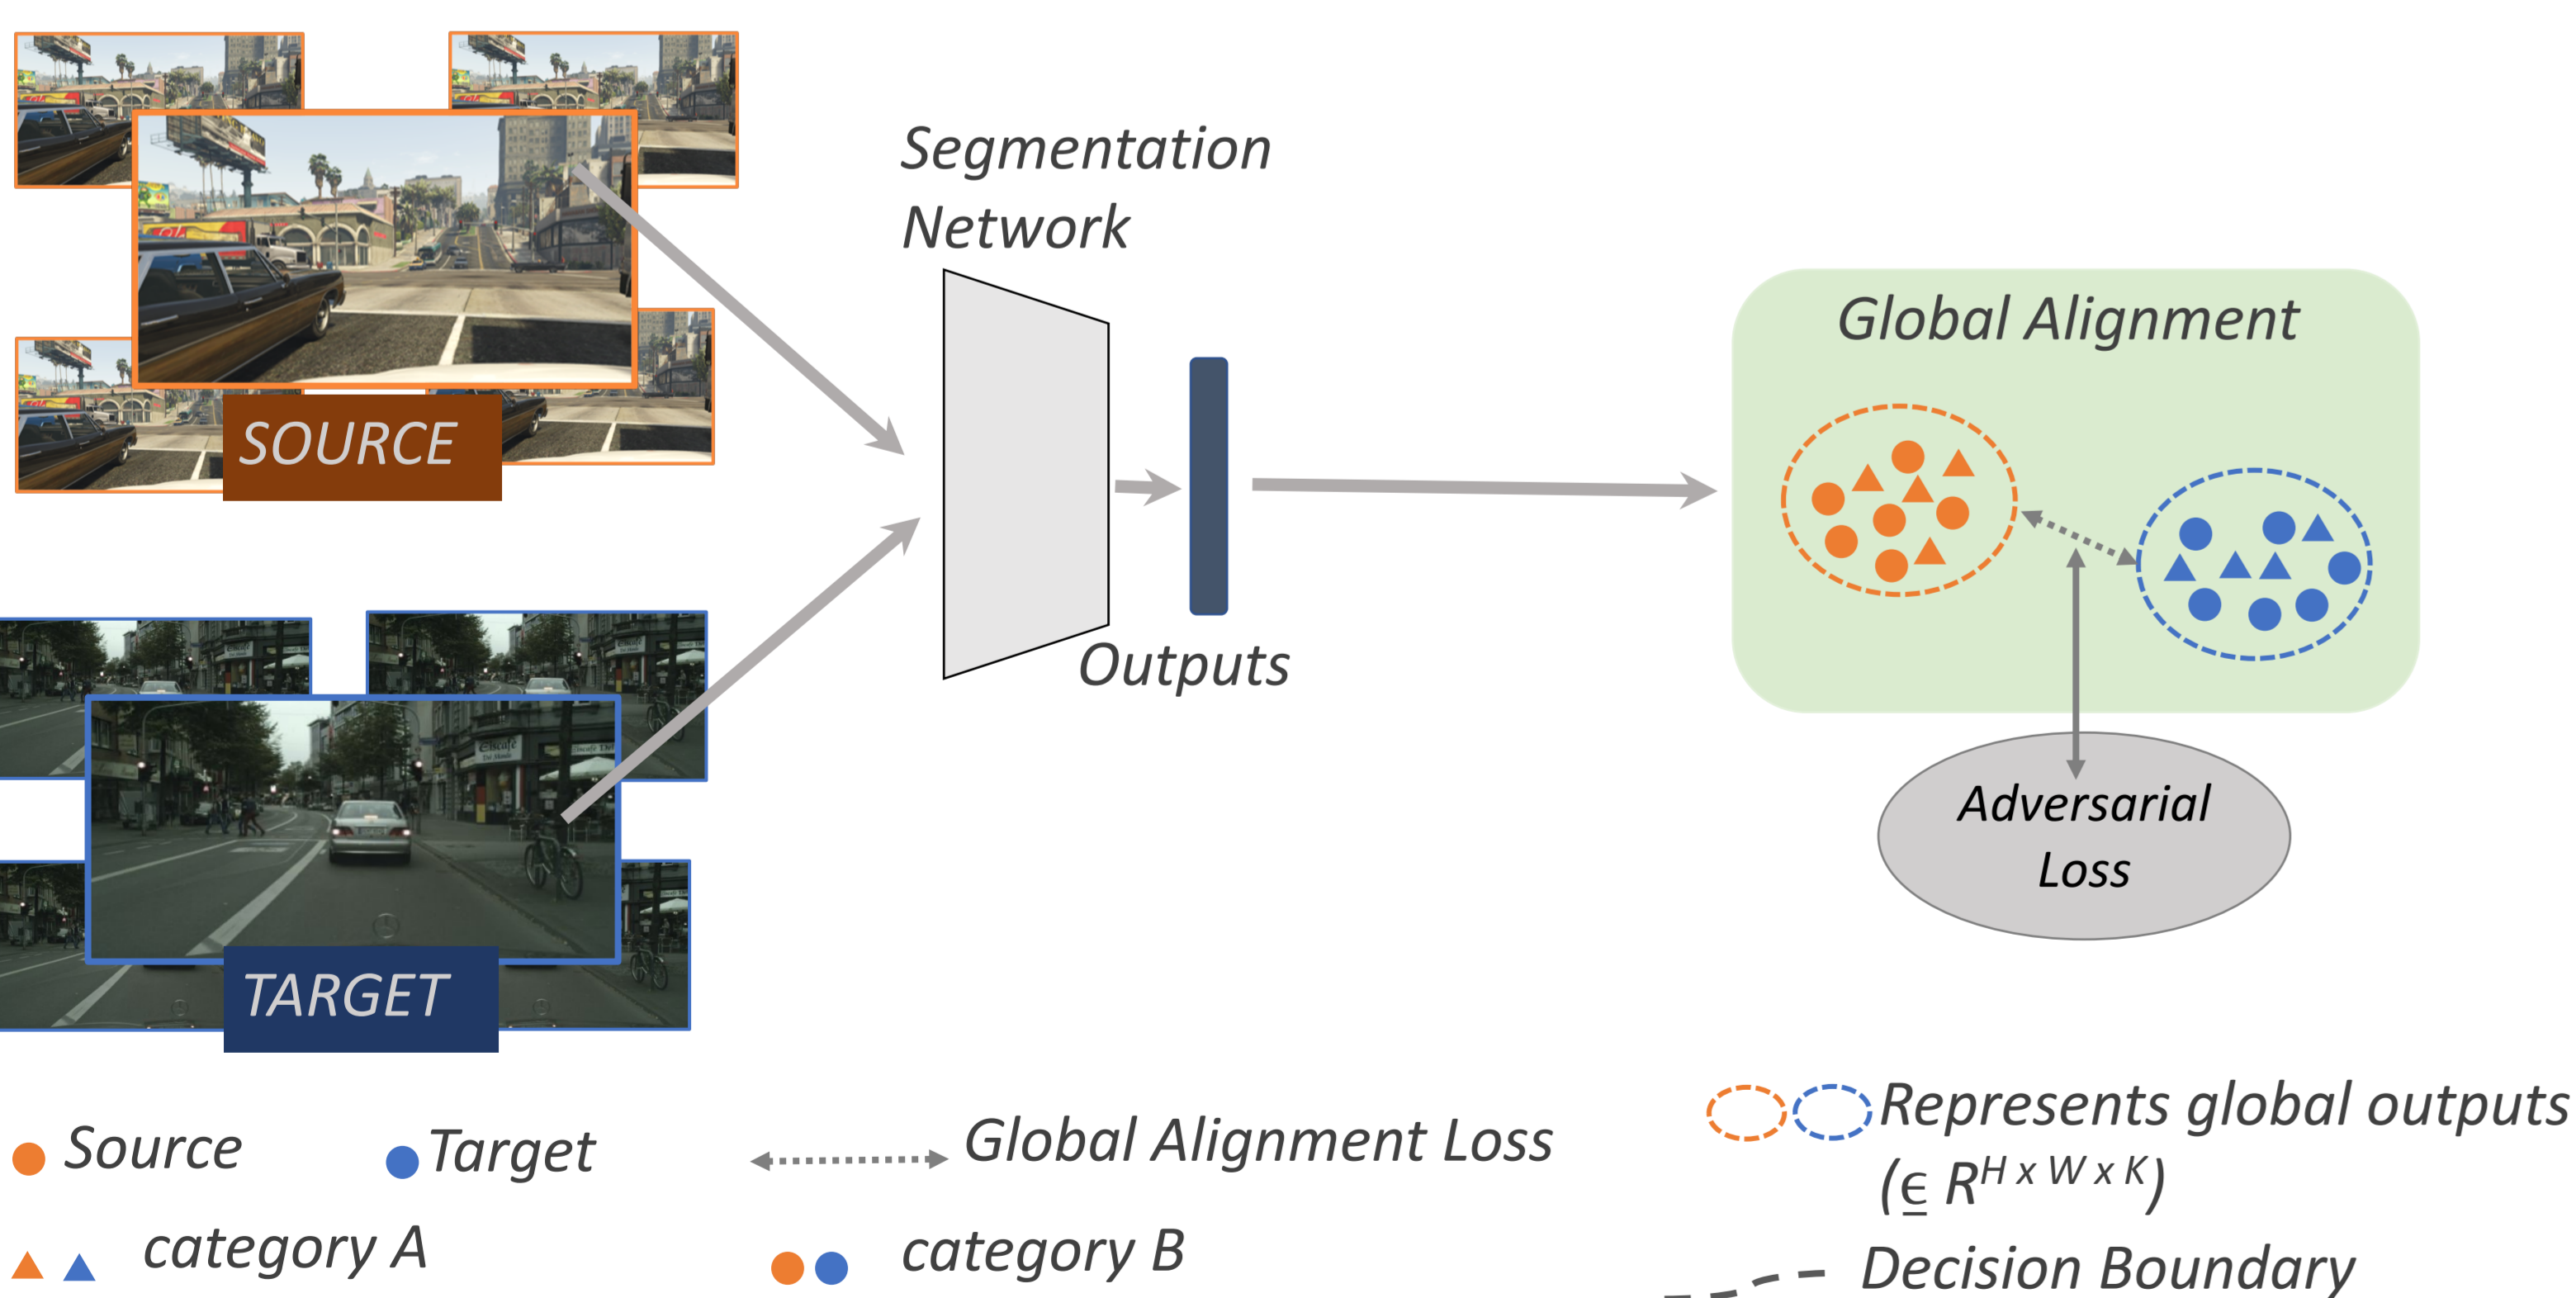 Segmentation
Network
Global Alignment
SOURCE
Outputs
Adversarial
Loss
Eiscafé
TARGET
Source
Target
Global Alignment Loss
Represents global outputs
(∈ R^{H x W x K})
category A
category B
Decision Boundary